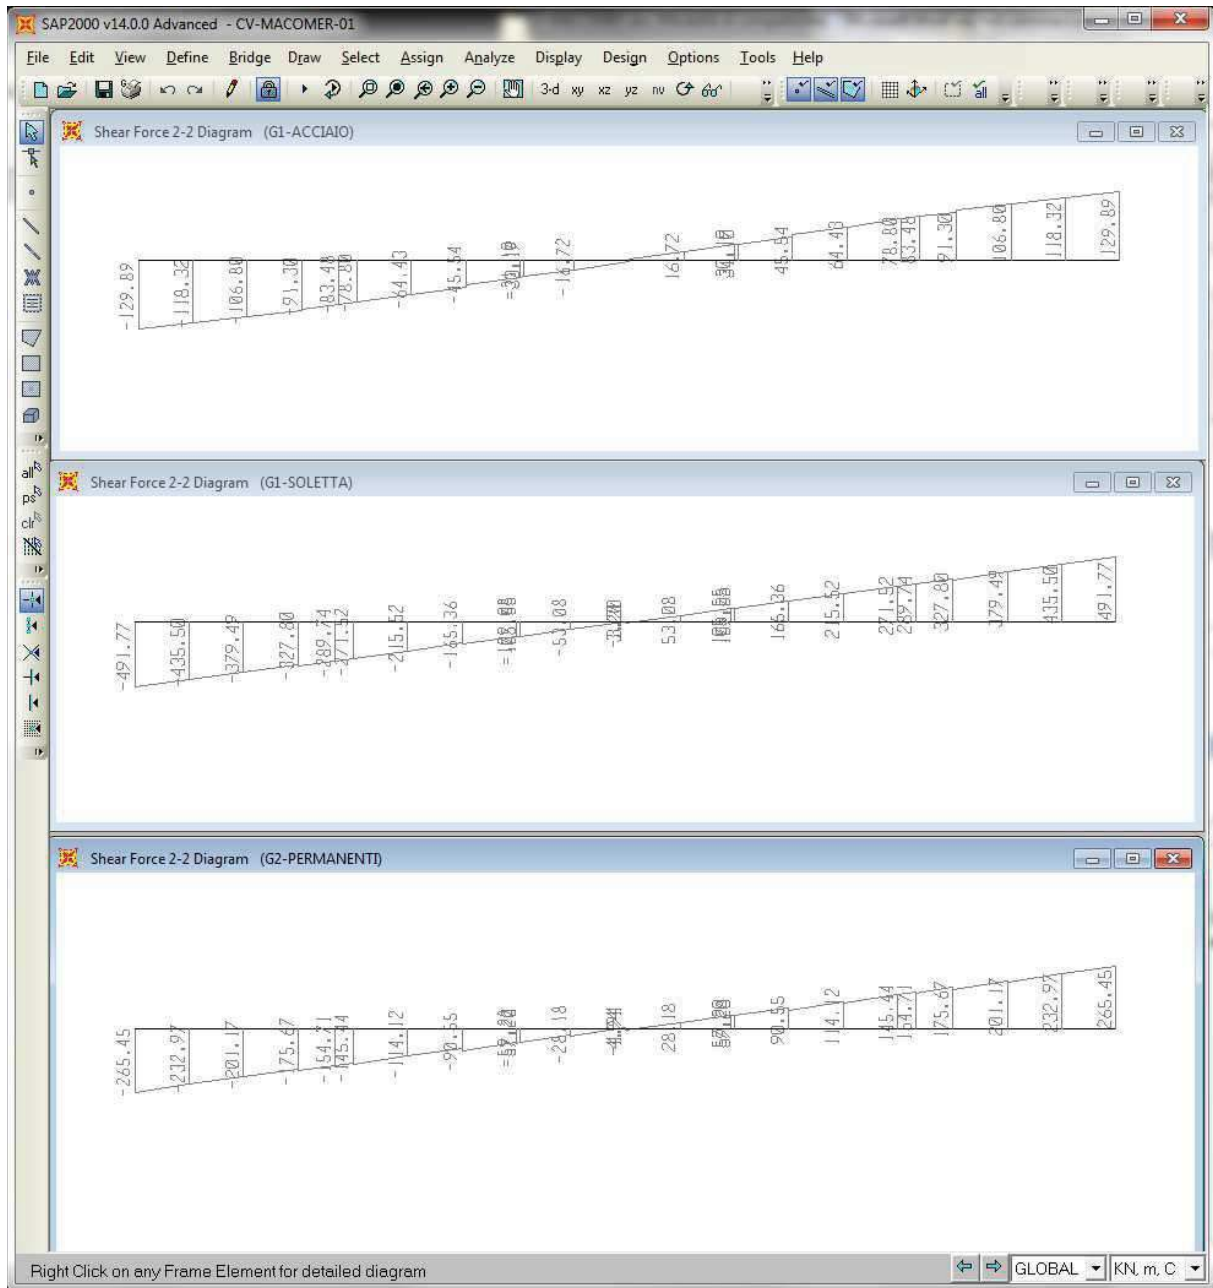 SAP2000 v14.0.0 Advanced - CV-MACOMER-01
File Edit View Define Bridge Draw Select Assign Analyze Display Design Options Tools Help
3-d xy xz yz nv all
Shear Force 2-2 Diagram (G1-ACCIAIO)
-129.89 -118.32 -106.80 -91.30 -83.48 -78.80 -64.43 -45.54 -16.72 16.72 45.54 64.43 78.80 83.48 91.30 106.80 118.32 129.89
all
Shear Force 2-2 Diagram (G1-SOLETTA)
ps
clr
-491.77 -435.50 -379.49 -327.80 -289.74 -271.52 -215.52 -165.36 -53.08 53.08 165.36 215.52 271.52 289.74 327.80 379.49 435.50 491.77
Shear Force 2-2 Diagram (G2-PERMANENTI)
-265.45 -232.97 -201.17 -175.67 -154.71 -145.44 -114.12 -90.55 -28.18 28.18 90.55 114.12 145.44 154.71 175.67 201.17 232.97 265.45
Right Click on any Frame Element for detailed diagram
GLOBAL KN, m, C